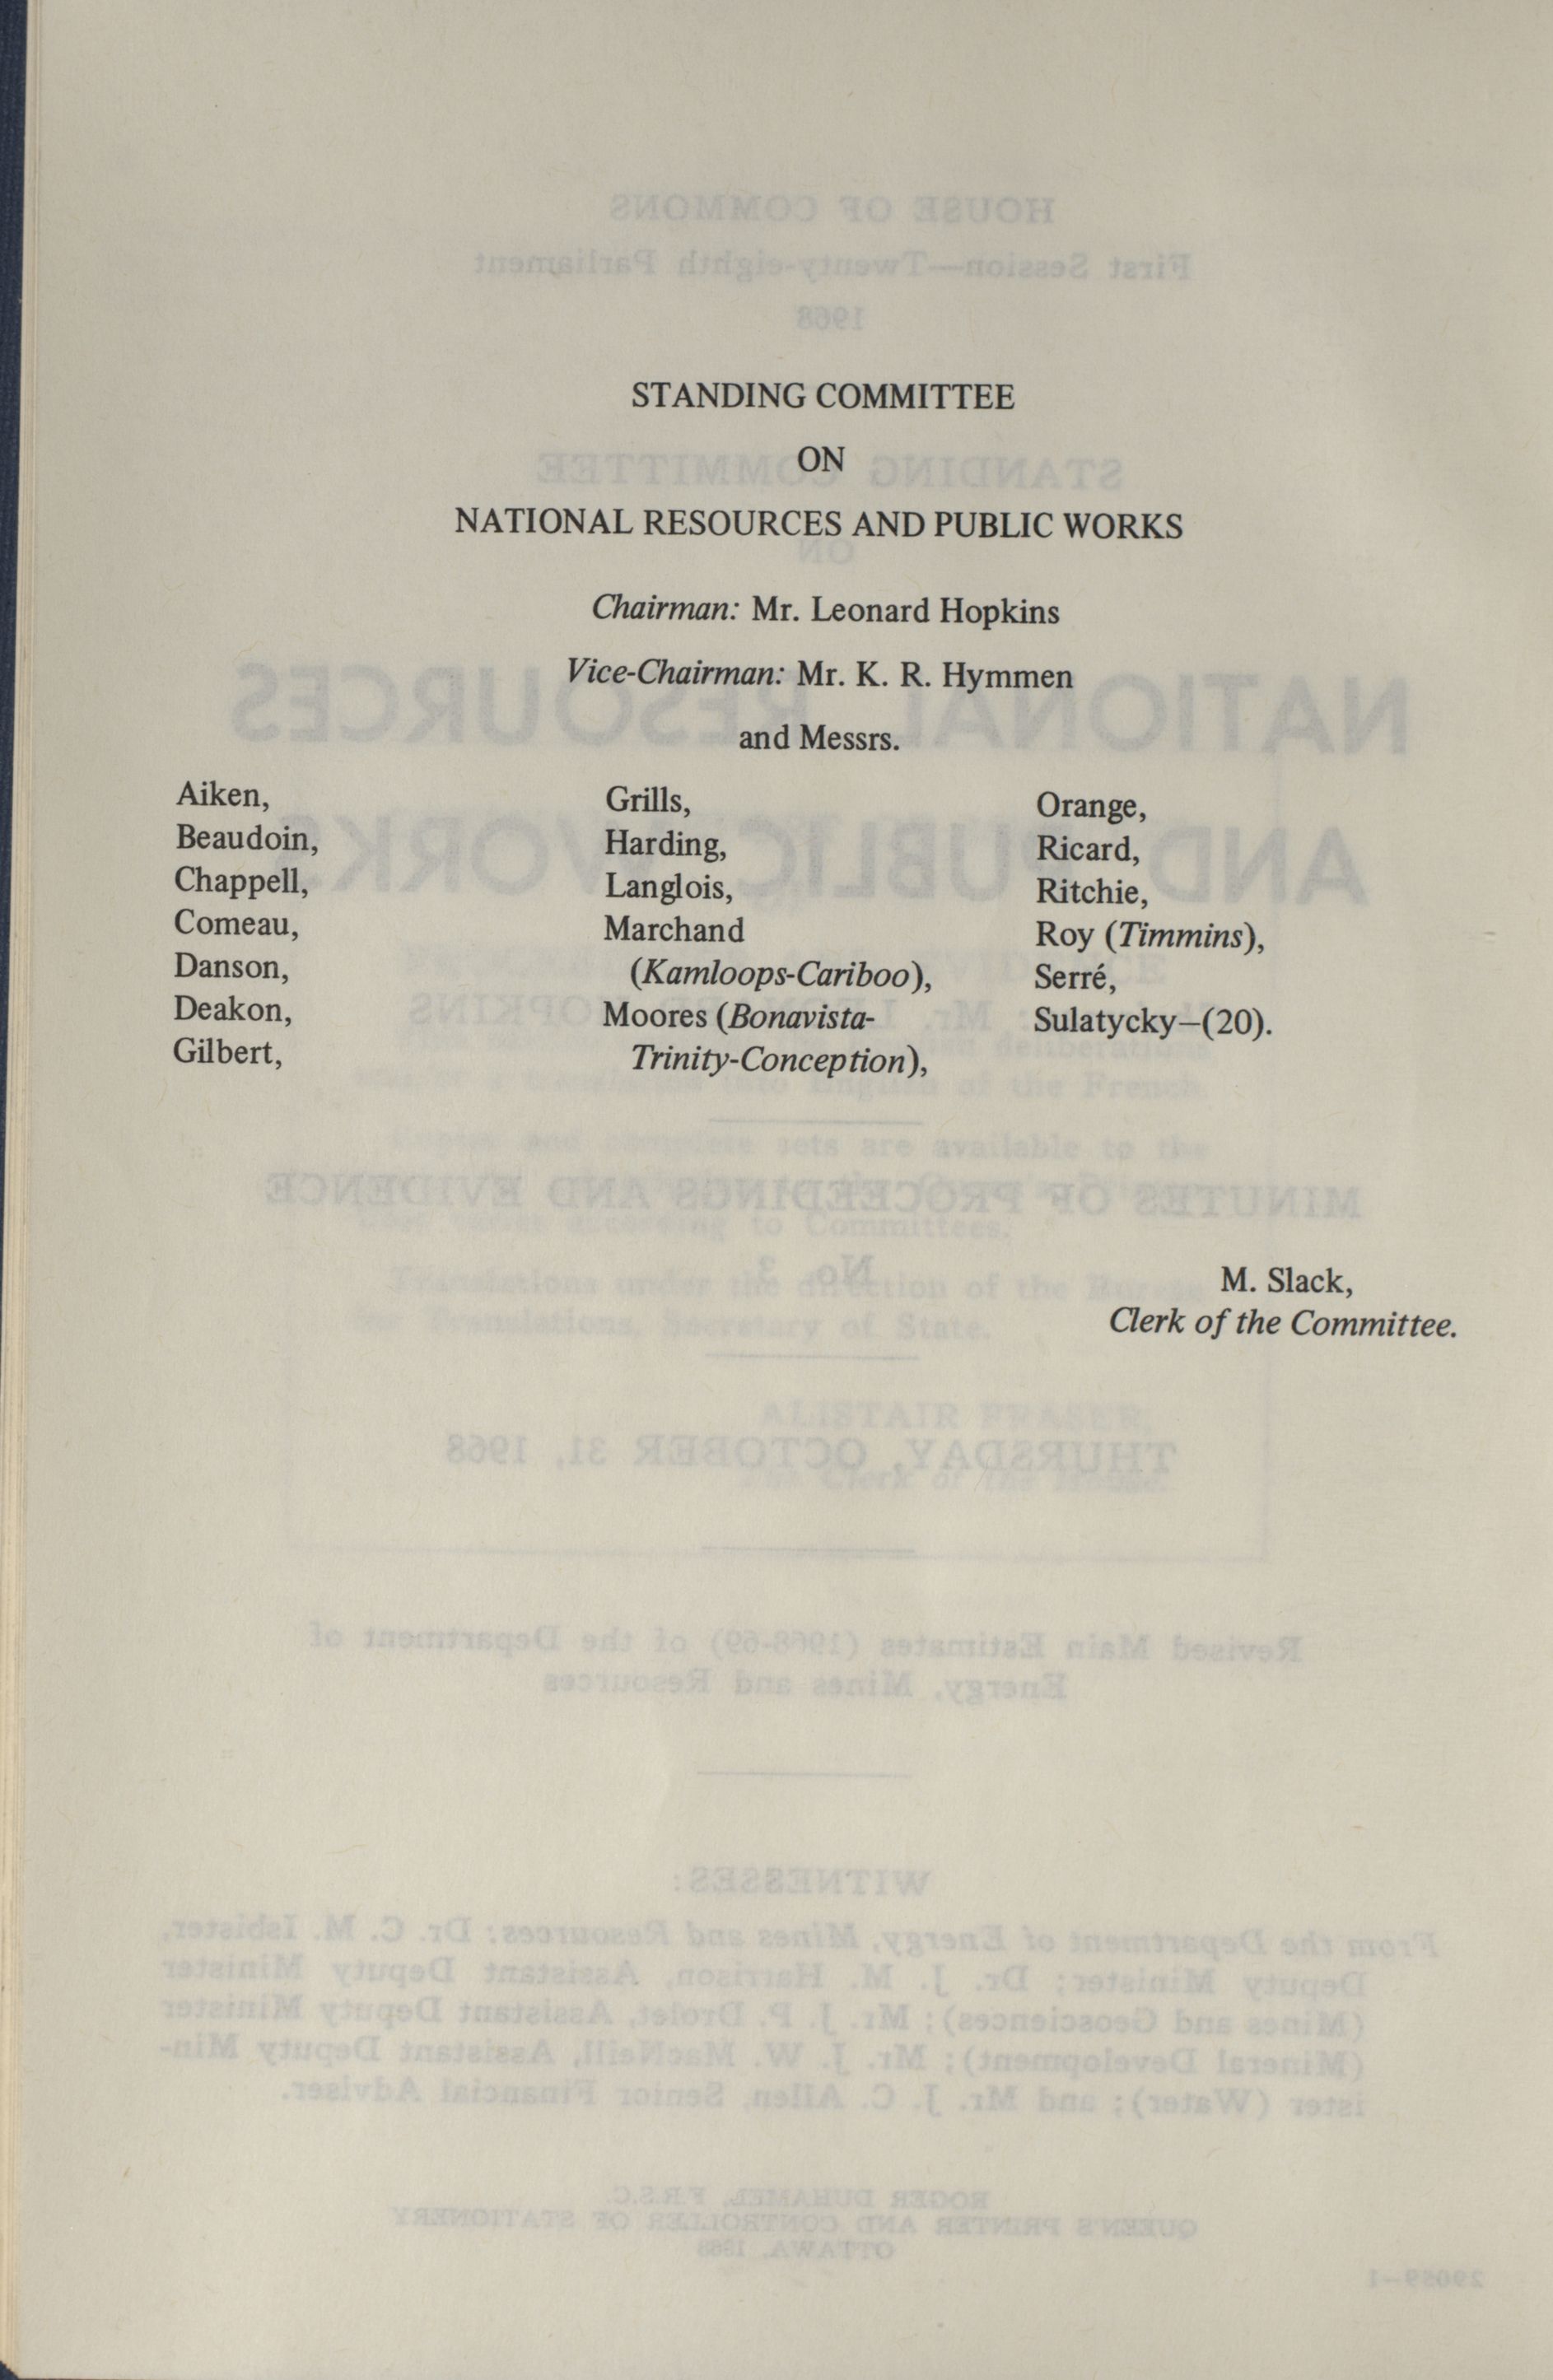 STANDING COMMITTEE
ON
NATIONAL RESOURCES AND PUBLIC WORKS
Chairman: Mr. Leonard Hopkins
Vice-Chairman: Mr. K. R. Hymmen
and Messrs.
Aiken,
Beaudoin,
Chappell,
Comeau,
Danson,
Deakon,
Gilbert,
Grills,
Harding,
Langlois,
Marchand
(Kamloops-Cariboo),
Moores (Bonavista-
Trinity-Conception),
Orange,
Ricard,
Ritchie,
Roy (Timmins),
Serré,
Sulatycky—(20).
M. Slack,
Clerk of the Committee.